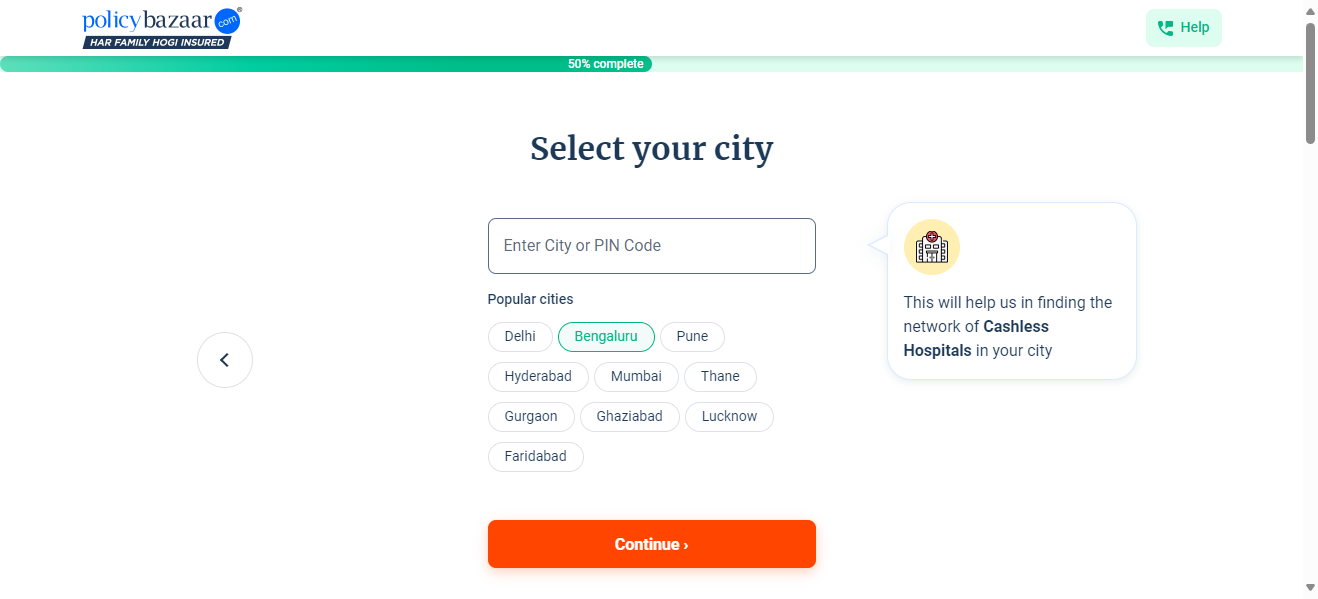 policybazaar.com®
HAR FAMILY HOGI INSURED
Help
50% complete
Select your city
Enter City or PIN Code
Popular cities
Delhi Bengaluru Pune
Hyderabad Mumbai Thane
Gurgaon Ghaziabad Lucknow
Faridabad
This will help us in finding the
network of Cashless
Hospitals in your city
Continue ›